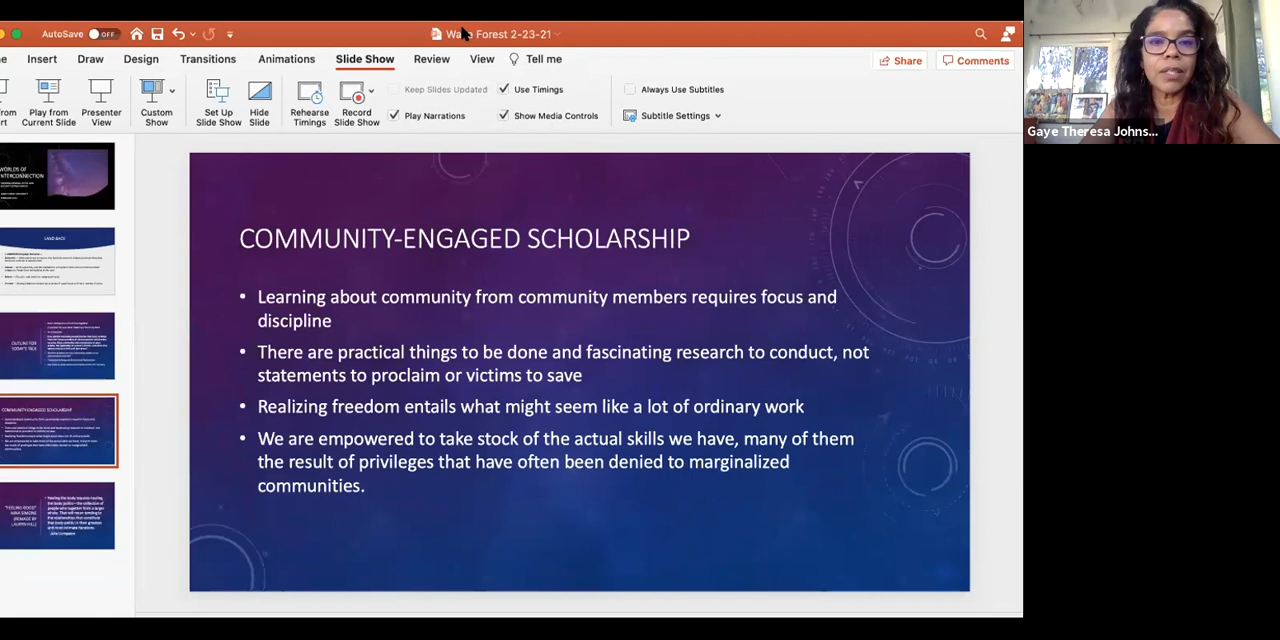 AutoSave OFF
Forest 2-23-21
Insert Draw Design Transitions Animations Slide Show Review View Tell me
Share Comments
Keep Slides Updated Use Timings Always Use Subtitles
Play from Presenter Custom Set Up Hide Rehearse Record
Current Slide View Show Slide Show Slide Timings Slide Show
Play Narrations Show Media Controls Subtitle Settings
Gaye Theresa Johns...
WORLDS OF
INTERCONNECTION
LAND BACK
OUTLINE FOR
TODAY'S TALK
COMMUNITY-ENGAGED SCHOLARSHIP
"FEELING GOOD"
NINA SIMONE
(REMADE BY
LAURYN HILL)
COMMUNITY-ENGAGED SCHOLARSHIP
• Learning about community from community members requires focus and
discipline
• There are practical things to be done and fascinating research to conduct, not
statements to proclaim or victims to save
• Realizing freedom entails what might seem like a lot of ordinary work
• We are empowered to take stock of the actual skills we have, many of them
the result of privileges that have often been denied to marginalized
communities.